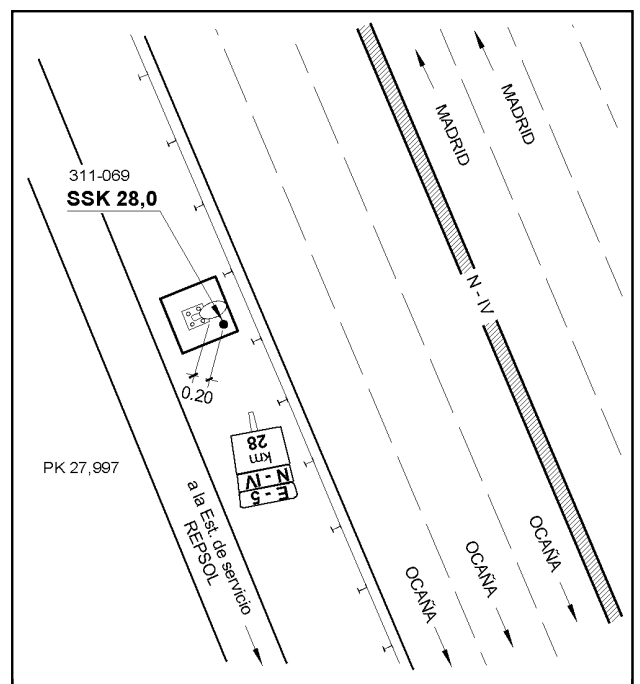 MADRID
MADRID
311-069
SSK 28,0
N - IV
0.20
km
28
N - IV
E - 5
PK 27,997
a la Est. de servicio
REPSOL
OCAÑA
OCAÑA
OCAÑA